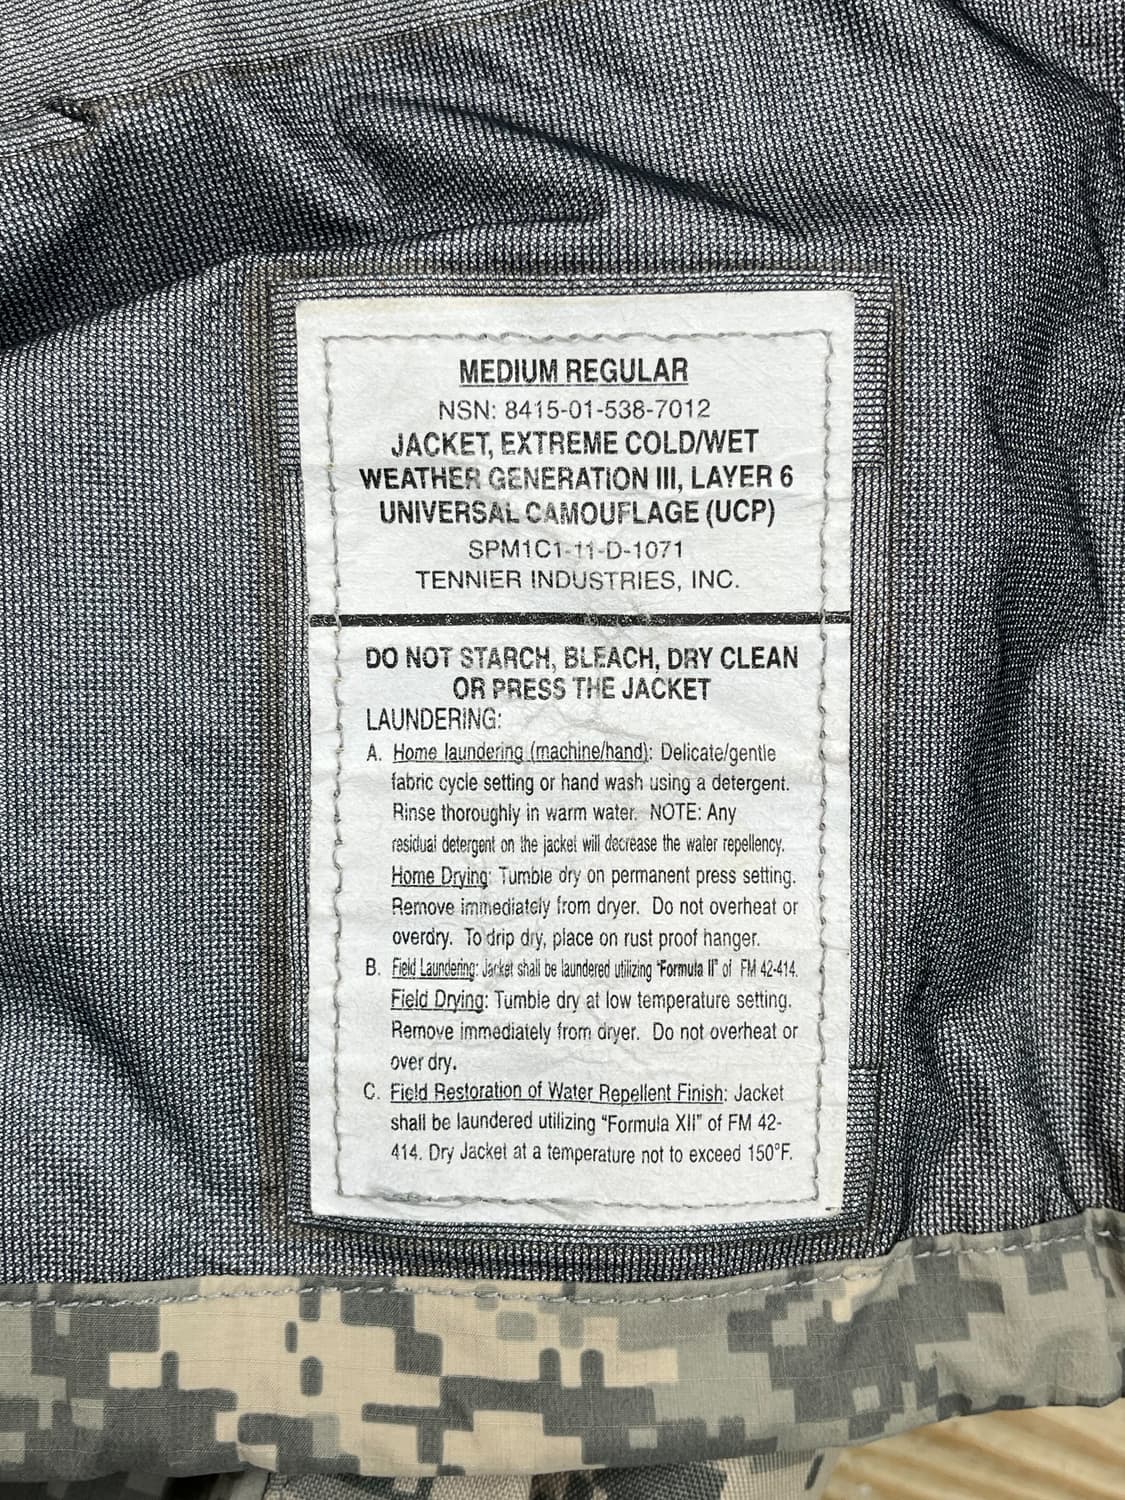 MEDIUM REGULAR
NSN: 8415-01-538-7012
JACKET, EXTREME COLD/WET
WEATHER GENERATION III, LAYER 6
UNIVERSAL CAMOUFLAGE (UCP)
SPM1C1-11-D-1071
TENNIER INDUSTRIES, INC.
DO NOT STARCH, BLEACH, DRY CLEAN
OR PRESS THE JACKET
LAUNDERING:
A. Home laundering (machine/hand): Delicate/gentle
fabric cycle setting or hand wash using a detergent.
Rinse thoroughly in warm water. NOTE: Any
residual detergent on the jacket will decrease the water repellency.
Home Drying: Tumble dry on permanent press setting.
Remove immediately from dryer. Do not overheat or
overdry. To drip dry, place on rust proof hanger.
B. Field Laundering: Jacket shall be laundered utilizing "Formula II" of FM 42-414.
Field Drying: Tumble dry at low temperature setting.
Remove immediately from dryer. Do not overheat or
over dry.
C. Field Restoration of Water Repellent Finish: Jacket
shall be laundered utilizing "Formula XII" of FM 42-
414. Dry Jacket at a temperature not to exceed 150°F.